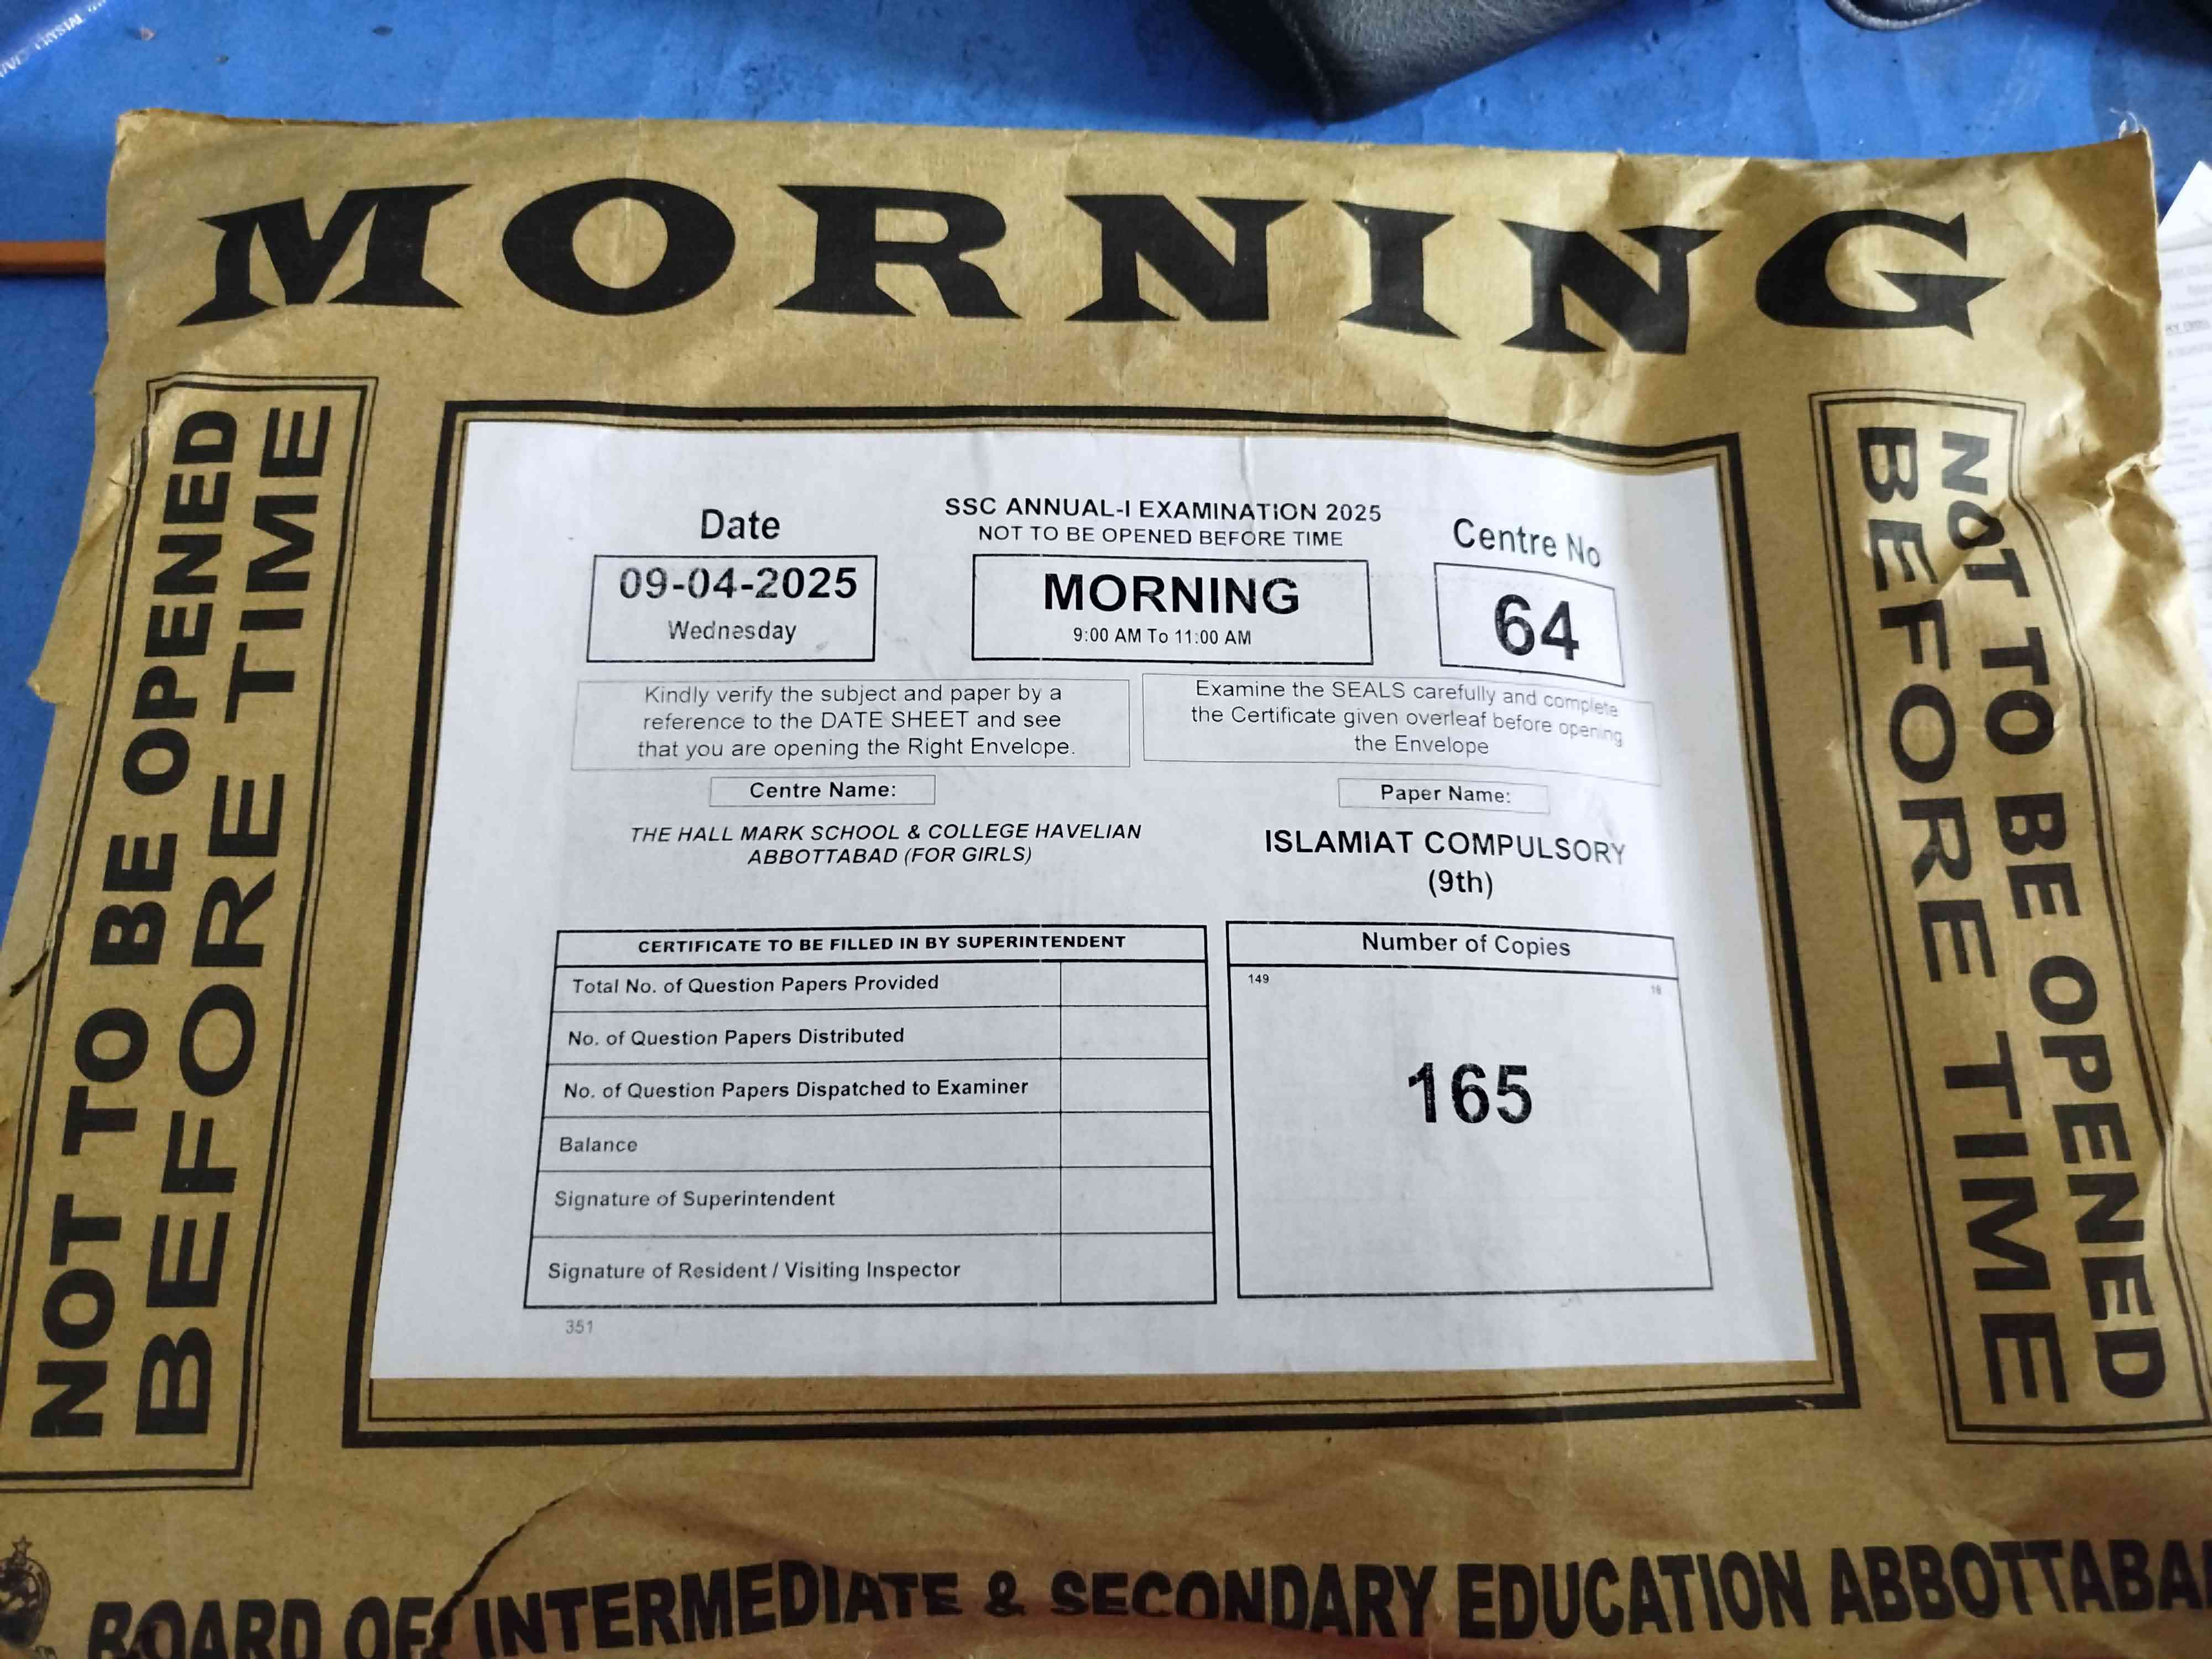 MORNING
NOT TO BE OPENED
BEFORE TIME
SSC ANNUAL-I EXAMINATION 2025
NOT TO BE OPENED BEFORE TIME
Date
09-04-2025
Wednesday
MORNING
9:00 AM To 11:00 AM
Centre No
64
Kindly verify the subject and paper by a
reference to the DATE SHEET and see
that you are opening the Right Envelope.
Examine the SEALS carefully and complete
the Certificate given overleaf before opening
the Envelope
Centre Name:
THE HALL MARK SCHOOL & COLLEGE HAVELIAN
ABBOTTABAD (FOR GIRLS)
Paper Name:
ISLAMIAT COMPULSORY
(9th)
CERTIFICATE TO BE FILLED IN BY SUPERINTENDENT
Total No. of Question Papers Provided
No. of Question Papers Distributed
No. of Question Papers Dispatched to Examiner
Balance
Signature of Superintendent
Signature of Resident / Visiting Inspector
351
Number of Copies
149 16
165
NOT TO BE OPENED
BEFORE TIME
BOARD OF INTERMEDIATE & SECONDARY EDUCATION ABBOTTABA